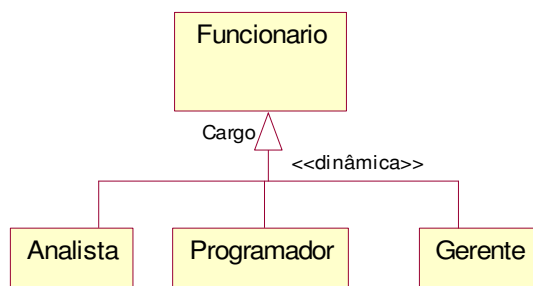 Funcionario
Cargo
<<dinâmica>>
Analista
Programador
Gerente